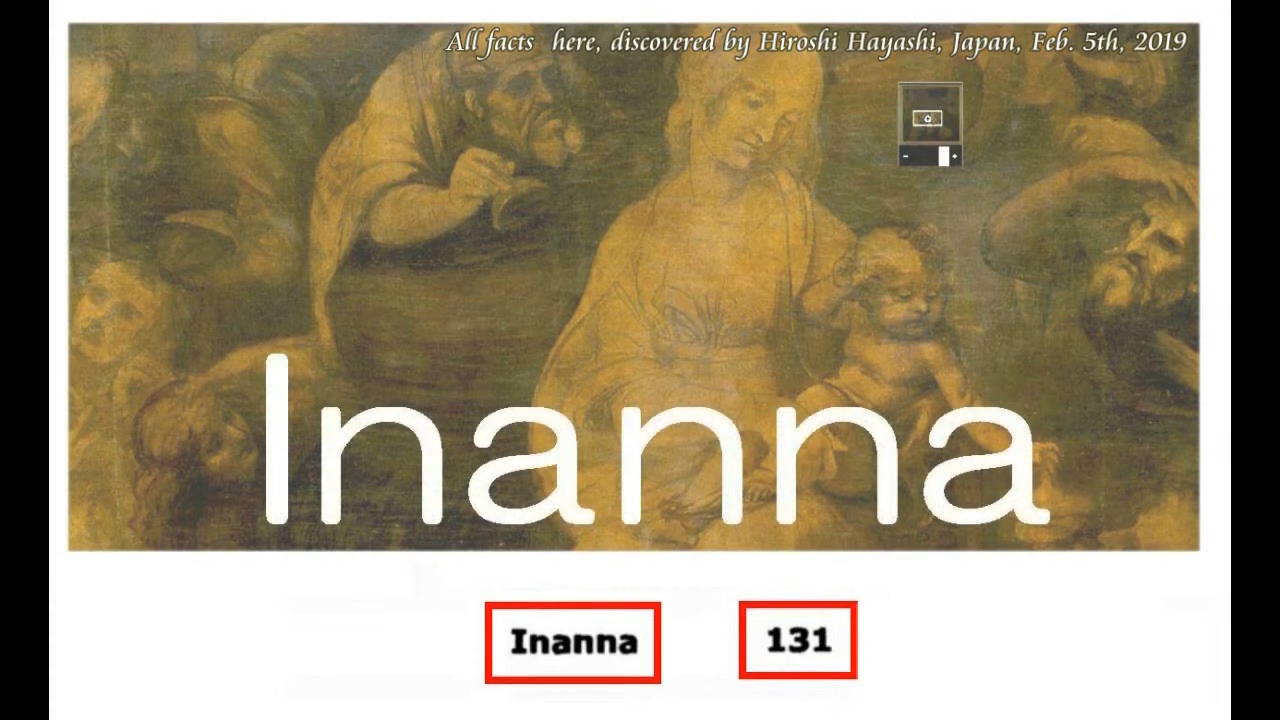 All facts here, discovered by Hiroshi Hayashi, Japan, Feb. 5th, 2019
Inanna
Inanna 131